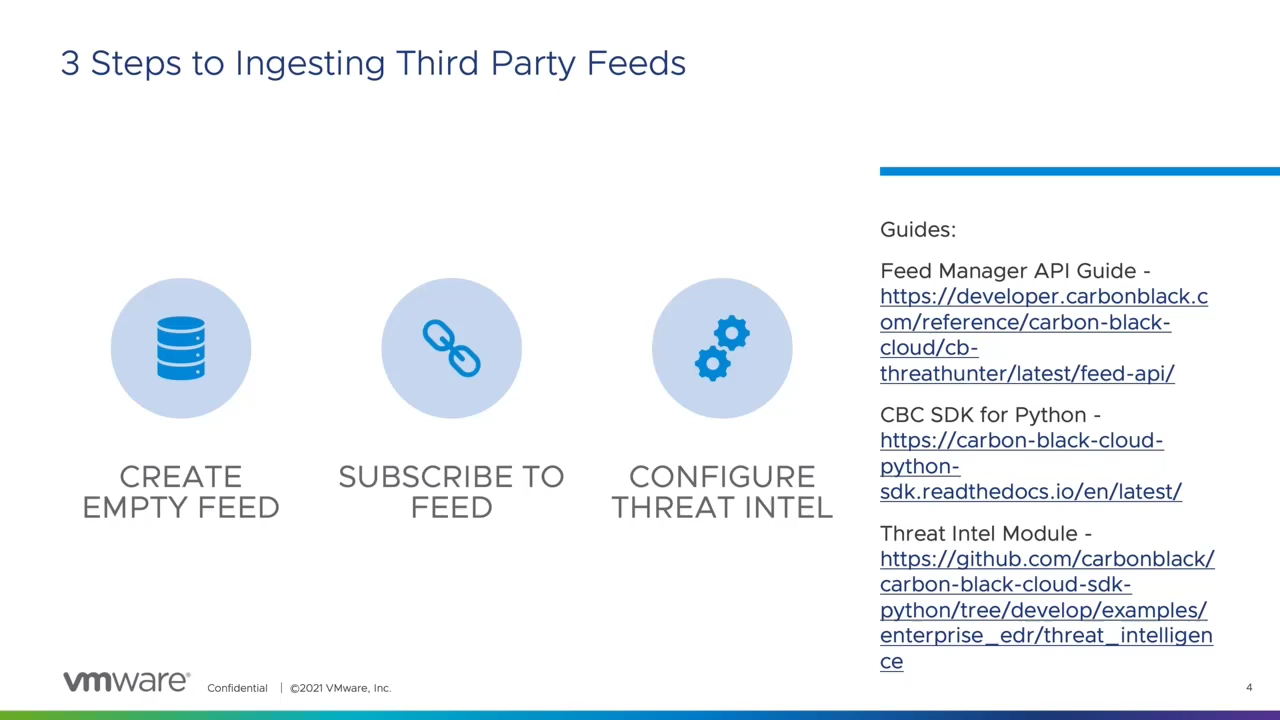 3 Steps to Ingesting Third Party Feeds
CREATE
EMPTY FEED
SUBSCRIBE TO
FEED
CONFIGURE
THREAT INTEL
Guides:
Feed Manager API Guide -
https://developer.carbonblack.c
om/reference/carbon-black-
cloud/cb-
threathunter/latest/feed-api/
CBC SDK for Python -
https://carbon-black-cloud-
python-
sdk.readthedocs.io/en/latest/
Threat Intel Module -
https://github.com/carbonblack/
carbon-black-cloud-sdk-
python/tree/develop/examples/
enterprise_edr/threat_intelligen
ce
vmware®
Confidential | ©2021 VMware, Inc.
4